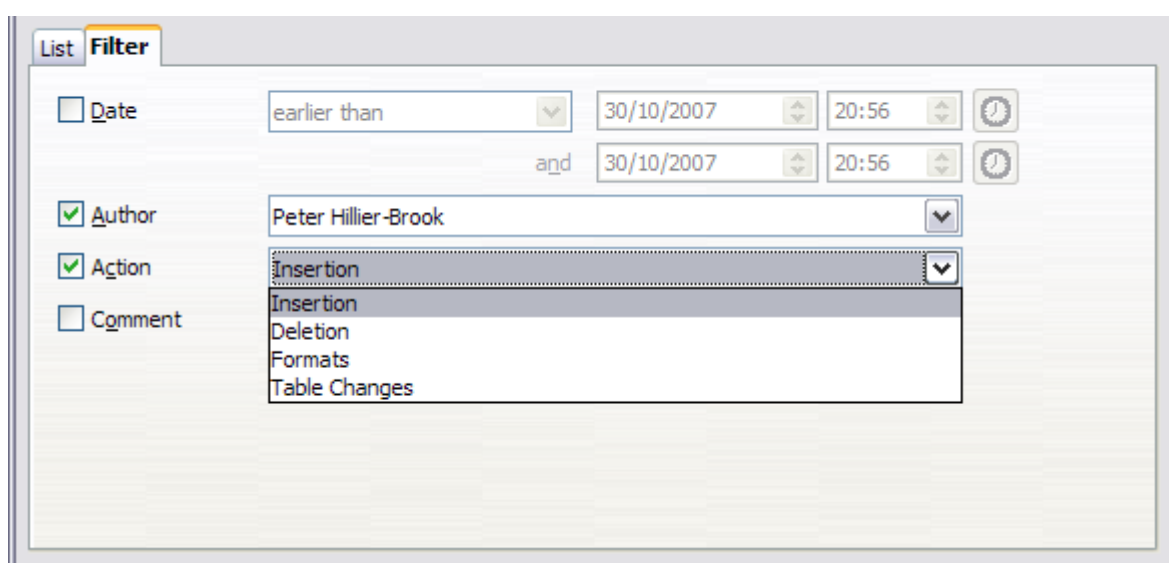 List Filter
Date earlier than 30/10/2007 20:56
and 30/10/2007 20:56
Author Peter Hillier-Brook
Action Insertion
Insertion
Comment
Deletion
Formats
Table Changes